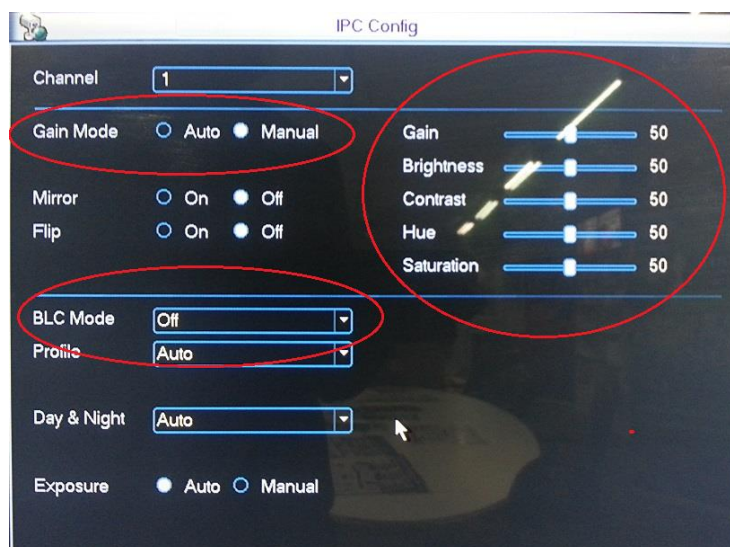 IPC Config
Channel 1
Gain Mode Auto Manual
Gain 50
Brightness 50
Mirror On Off
Contrast 50
Flip On Off
Hue 50
Saturation 50
BLC Mode Off
Profile Auto
Day & Night Auto
Exposure Auto Manual